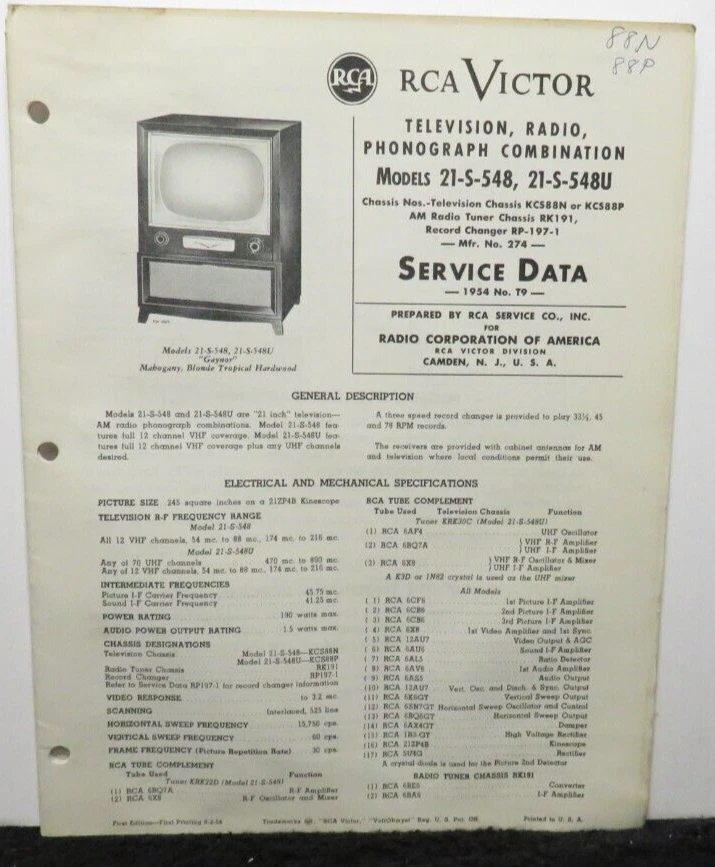 88N
88P
RCA
RCA VICTOR
TELEVISION, RADIO,
PHONOGRAPH COMBINATION
MODELS 21-S-548, 21-S-548U
Chassis Nos.-Television Chassis KCS88N or KCS88P
AM Radio Tuner Chassis RK191,
Record Changer RP-197-1
— Mfr. No. 274 —
SERVICE DATA
— 1954 No. T9 —
PREPARED BY RCA SERVICE CO., INC.
FOR
RADIO CORPORATION OF AMERICA
RCA VICTOR DIVISION
CAMDEN, N. J., U. S. A.
Models 21-S-548, 21-S-548U
"Gaynor"
Mahogany, Blonde Tropical Hardwood
GENERAL DESCRIPTION
Models 21-S-548 and 21-S-548U are "21 inch" television—
AM radio phonograph combinations. Model 21-S-548 fea-
tures full 12 channel VHF coverage. Model 21-S-548U fea-
tures full 12 channel VHF coverage plus any UHF channels
desired.
A three speed record changer is provided to play 33⅓, 45
and 78 RPM records.
The receivers are provided with cabinet antennas for AM
and television where local conditions permit their use.
ELECTRICAL AND MECHANICAL SPECIFICATIONS
PICTURE SIZE 245 square inches on a 21ZP4B Kinescope
TELEVISION R-F FREQUENCY RANGE
Model 21-S-548
All 12 VHF channels, 54 mc. to 88 mc., 174 mc. to 216 mc.
Model 21-S-548U
Any of 70 UHF channels 470 mc. to 890 mc.
Any of 12 VHF channels, 54 mc. to 88 mc., 174 mc. to 216 mc.
INTERMEDIATE FREQUENCIES
Picture I-F Carrier Frequency 45.75 mc.
Sound I-F Carrier Frequency 41.25 mc.
POWER RATING 190 watts max.
AUDIO POWER OUTPUT RATING 1.5 watts max.
CHASSIS DESIGNATIONS
Television Chassis Model 21-S-548—KCS88N
Model 21-S-548U—KCS88P
Radio Tuner Chassis RK191
Record Changer RP197-1
Refer to Service Data RP197-1 for record changer information
VIDEO RESPONSE to 3.2 mc.
SCANNING Interlaced, 525 line
HORIZONTAL SWEEP FREQUENCY 15,750 cps.
VERTICAL SWEEP FREQUENCY 60 cps.
FRAME FREQUENCY (Picture Repetition Rate) 30 cps.
RCA TUBE COMPLEMENT
Tube Used Function
Tuner KRK22D (Model 21-S-548)
(1) RCA 6BQ7A R-F Amplifier
(2) RCA 6X8 R-F Oscillator and Mixer
RCA TUBE COMPLEMENT
Tube Used Television Chassis Function
Tuner KRK30C (Model 21-S-548U)
(1) RCA 6AF4 UHF Oscillator
(2) RCA 6BQ7A } VHF R-F Amplifier
} UHF I-F Amplifier
(3) RCA 6X8 } VHF R-F Oscillator & Mixer
} UHF I-F Amplifier
A K3D or 1N82 crystal is used as the UHF mixer
All Models
( 1) RCA 6CF6 1st Picture I-F Amplifier
( 2) RCA 6CB6 2nd Picture I-F Amplifier
( 3) RCA 6CB6 3rd Picture I-F Amplifier
( 4) RCA 6X8 1st Video Amplifier and 1st Sync.
( 5) RCA 12AU7 Video Output & AGC
( 6) RCA 6AU6 Sound I-F Amplifier
( 7) RCA 6AL5 Ratio Detector
( 8) RCA 6AV6 1st Audio Amplifier
( 9) RCA 6AS5 Audio Output
(10) RCA 12AU7 Vert. Osc. and Disch. & Sync. Output
(11) RCA 6K6GT Vertical Sweep Output
(12) RCA 6SN7GT Horizontal Sweep Oscillator and Control
(13) RCA 6BQ6GT Horizontal Sweep Output
(14) RCA 6AX4GT Damper
(15) RCA 1B3-GT High Voltage Rectifier
(16) RCA 21ZP4B Kinescope
(17) RCA 5U4G Rectifier
A crystal diode is used for the Picture 2nd Detector
RADIO TUNER CHASSIS RK191
(1) RCA 6BE6 Converter
(2) RCA 6BA6 I-F Amplifier
First Edition—First Printing 8-2-54
Trademarks RCA "RCA Victor," "VoltOhmyst" Reg. U. S. Pat. Off.
Printed in U. S. A.